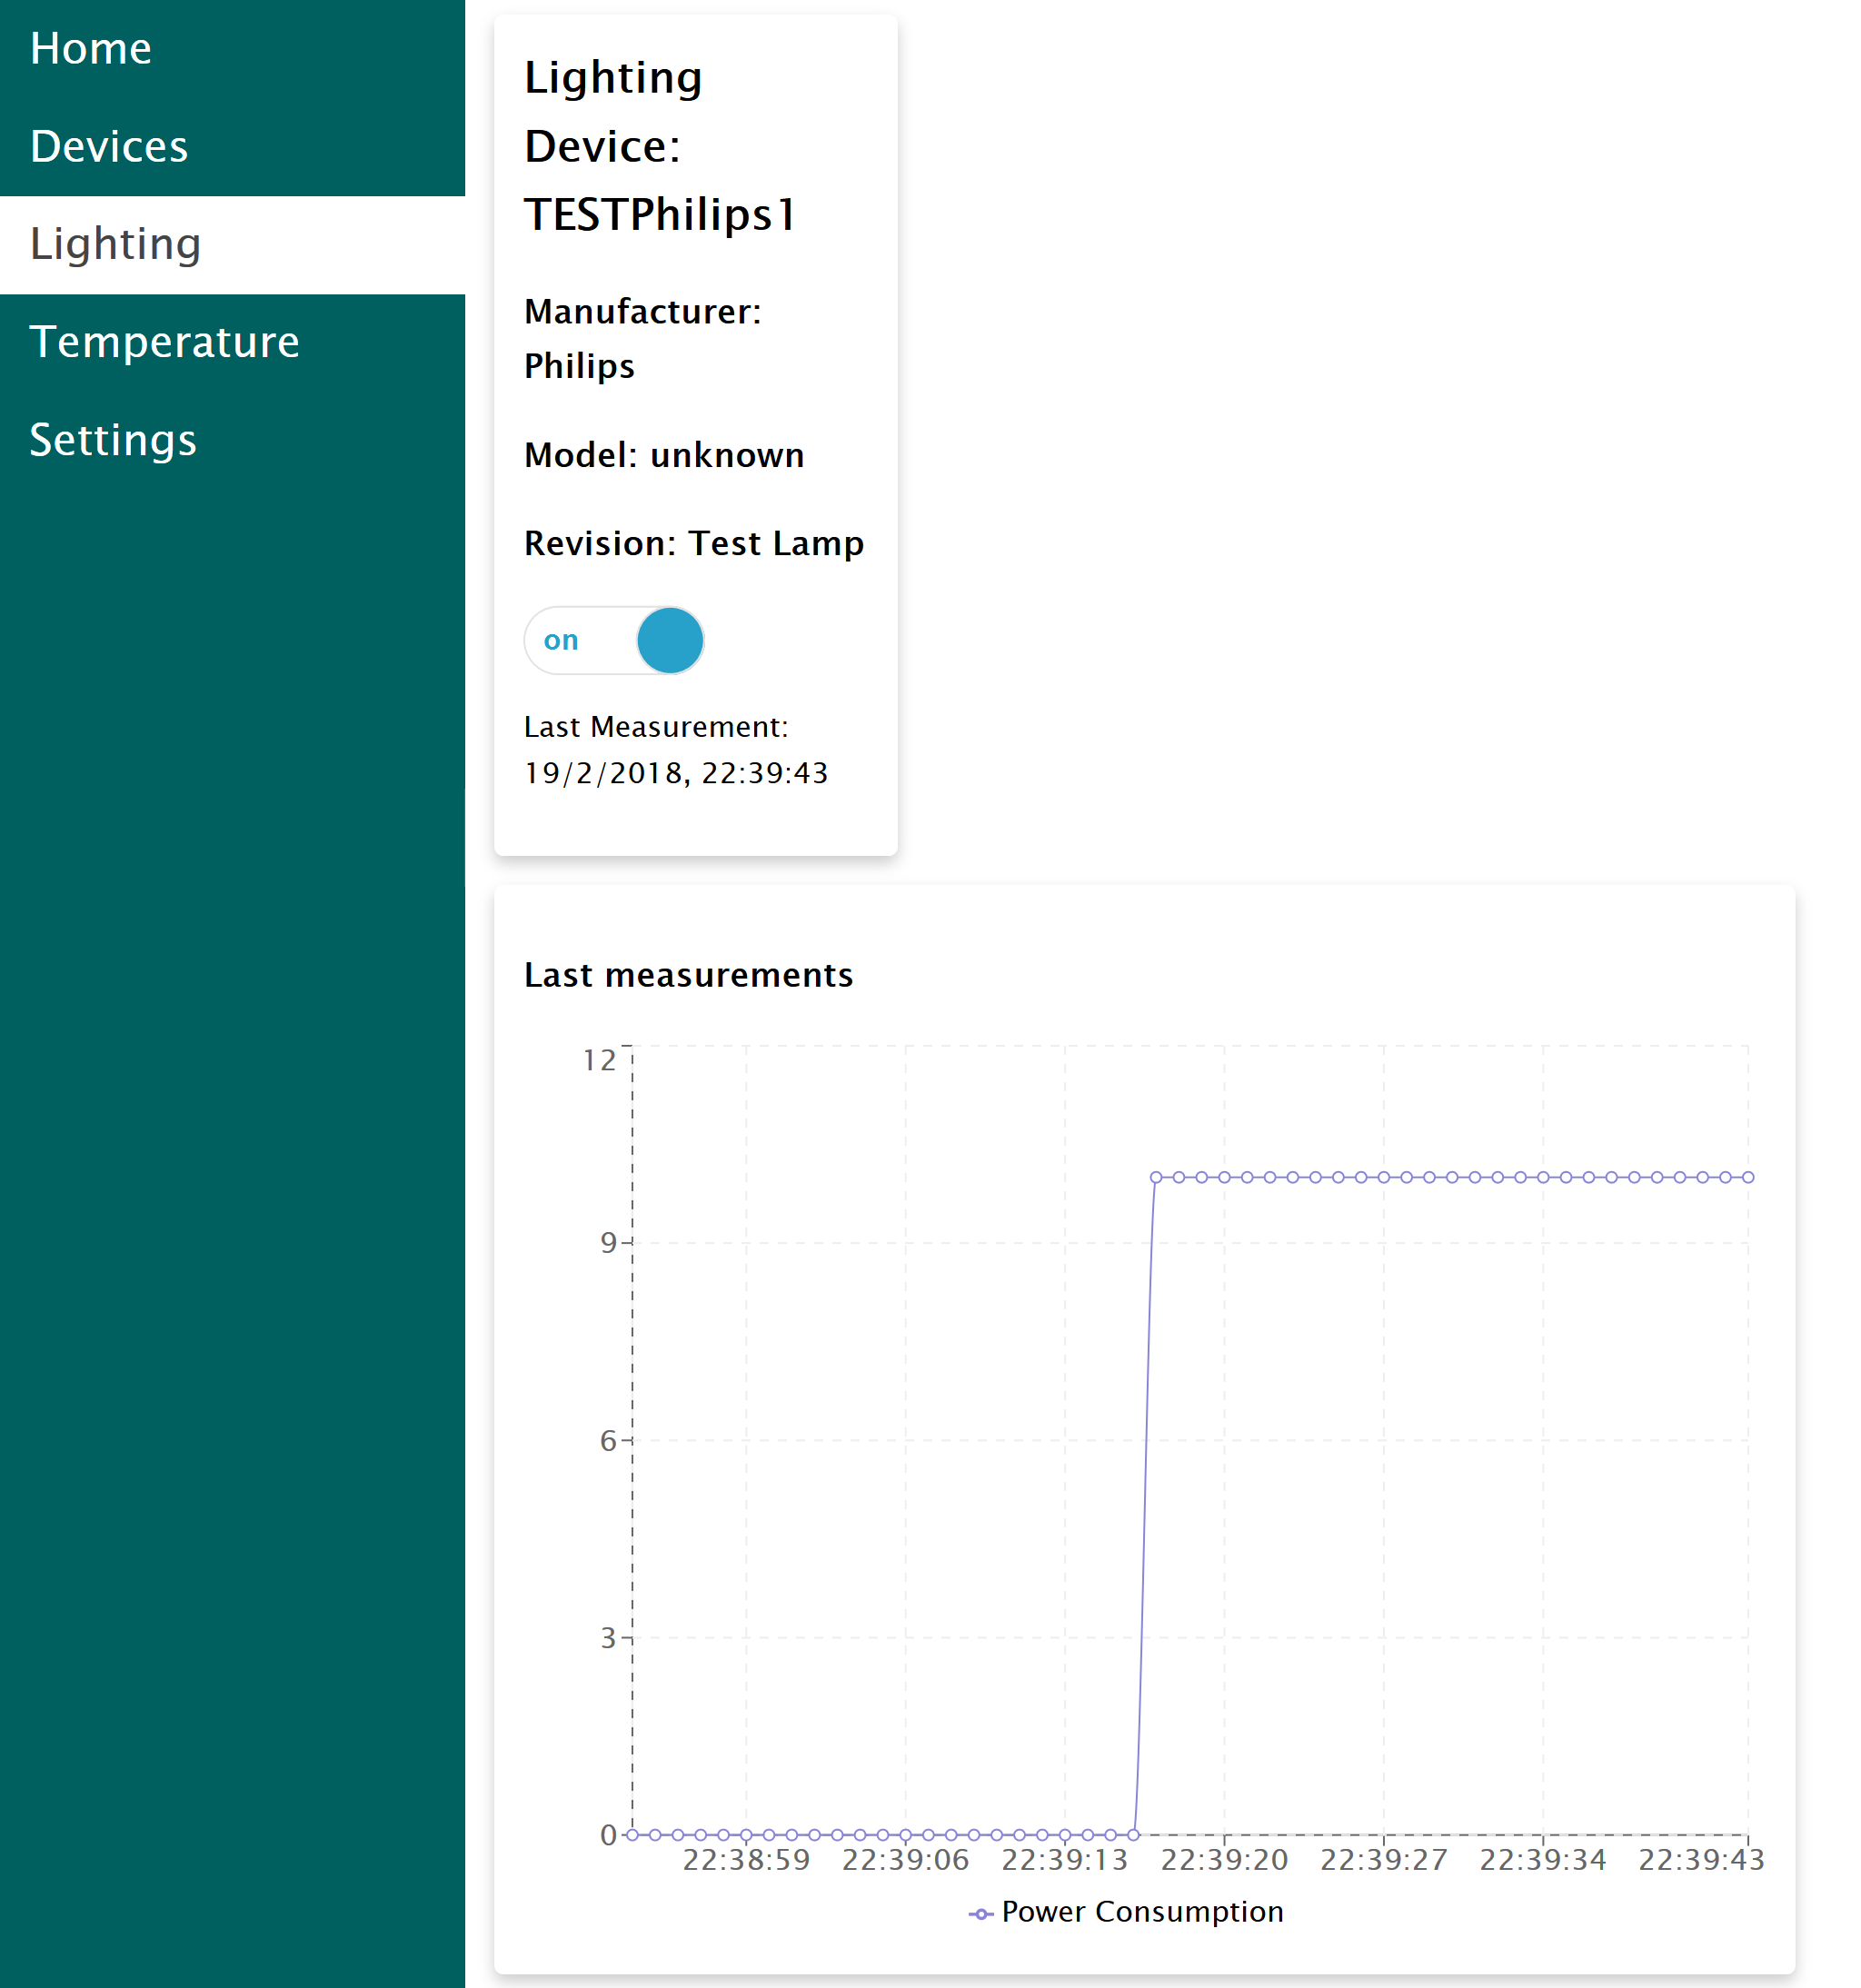 Home
Devices
Lighting
Temperature
Settings
Lighting
Device:
TESTPhilips1
Manufacturer:
Philips
Model: unknown
Revision: Test Lamp
on
Last Measurement:
19/2/2018, 22:39:43
Last measurements
12
9
6
3
0
22:38:59 22:39:06 22:39:13 22:39:20 22:39:27 22:39:34 22:39:43
Power Consumption